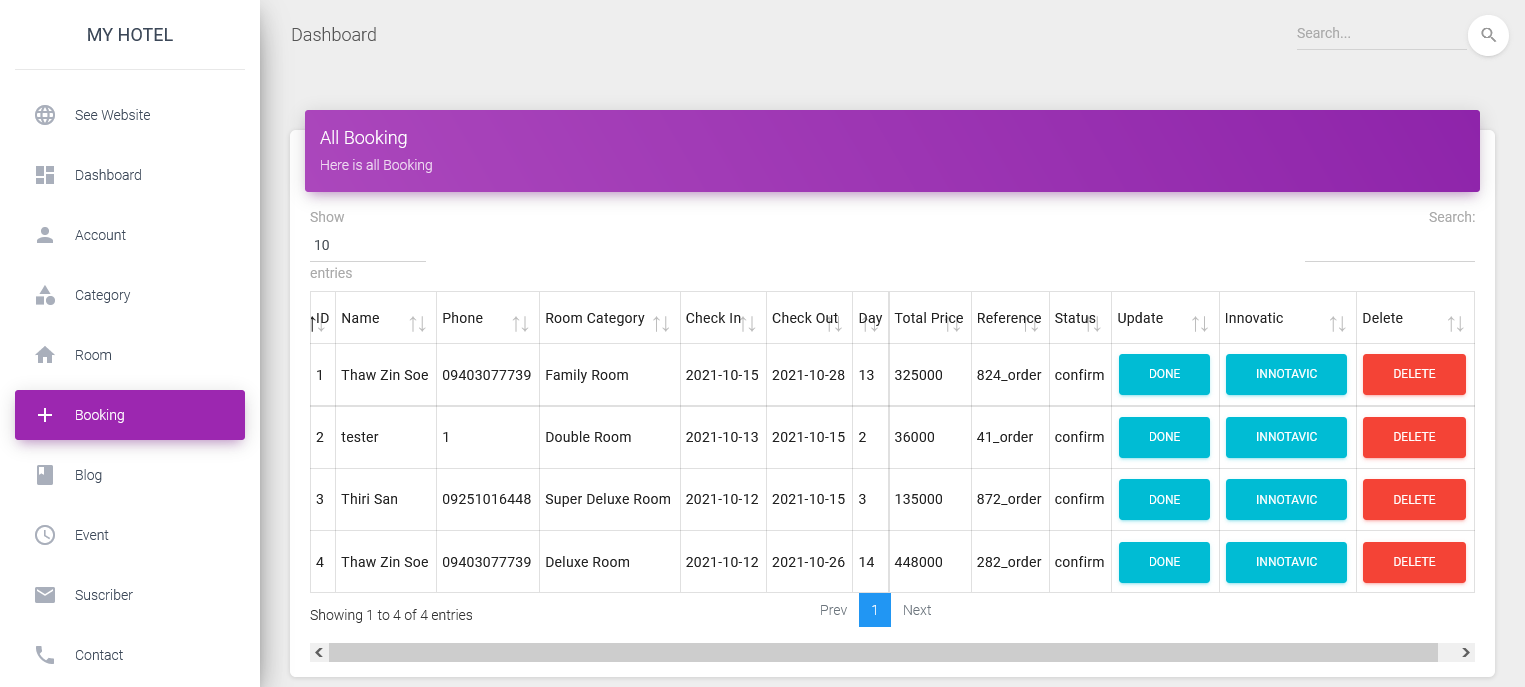 MY HOTEL
See Website
Dashboard
Account
Category
Room
Booking
Blog
Event
Suscriber
Contact
Dashboard
Search...
All Booking
Here is all Booking
Show
10
entries
Search:
ID Name Phone Room Category Check In Check Out Day Total Price Reference Status Update Innovatic Delete
1 Thaw Zin Soe 09403077739 Family Room 2021-10-15 2021-10-28 13 325000 824_order confirm DONE INNOTAVIC DELETE
2 tester 1 Double Room 2021-10-13 2021-10-15 2 36000 41_order confirm DONE INNOTAVIC DELETE
3 Thiri San 09251016448 Super Deluxe Room 2021-10-12 2021-10-15 3 135000 872_order confirm DONE INNOTAVIC DELETE
4 Thaw Zin Soe 09403077739 Deluxe Room 2021-10-12 2021-10-26 14 448000 282_order confirm DONE INNOTAVIC DELETE
Showing 1 to 4 of 4 entries
Prev 1 Next